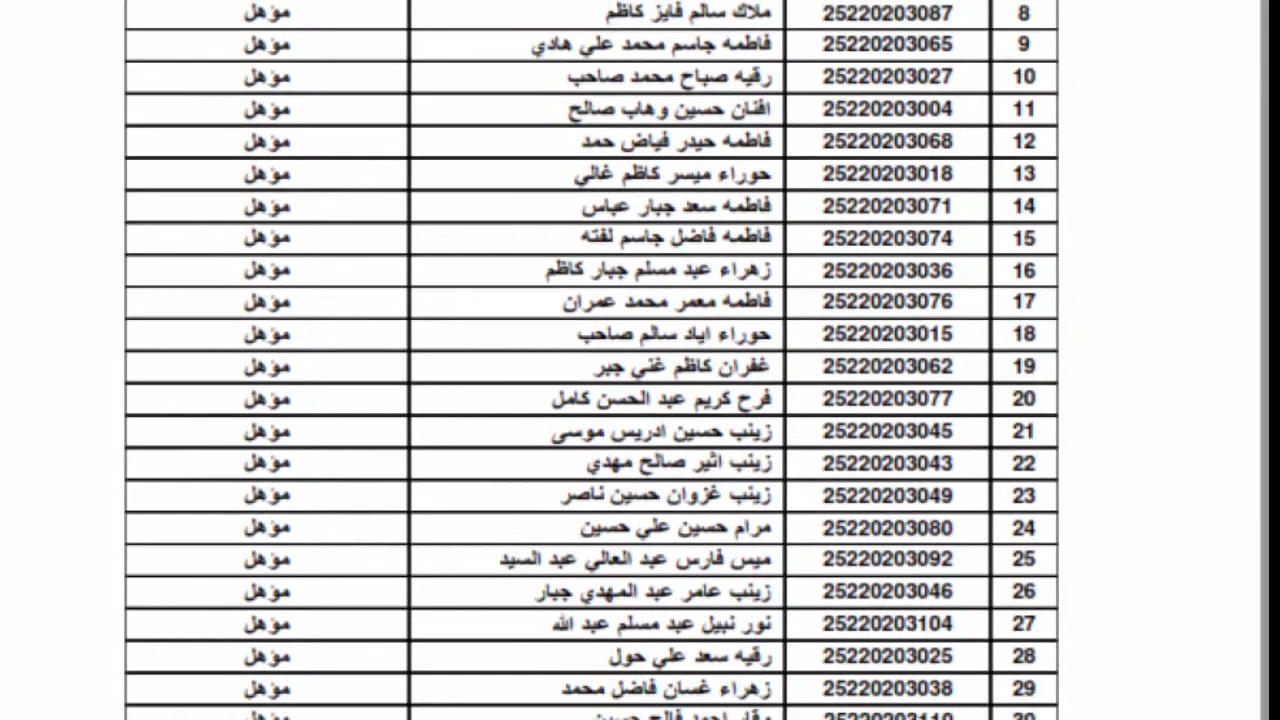 8 25220203087 ملاك سالم فايز كاظم مؤهل
9 25220203065 فاطمه جاسم محمد علي هادي مؤهل
10 25220203027 رقيه صباح محمد صاحب مؤهل
11 25220203004 افنان حسين وهاب صالح مؤهل
12 25220203068 فاطمه حيدر فياض حمد مؤهل
13 25220203018 حوراء ميسر كاظم غالي مؤهل
14 25220203071 فاطمه سعد جبار عباس مؤهل
15 25220203074 فاطمه فاضل جاسم لفته مؤهل
16 25220203036 زهراء عبد مسلم جبار كاظم مؤهل
17 25220203076 فاطمه معمر محمد عمران مؤهل
18 25220203015 حوراء اياد سالم صاحب مؤهل
19 25220203062 غفران كاظم غني جبر مؤهل
20 25220203077 فرح كريم عبد الحسن كامل مؤهل
21 25220203045 زينب حسين ادريس موسى مؤهل
22 25220203043 زينب اثير صالح مهدي مؤهل
23 25220203049 زينب غزوان حسين ناصر مؤهل
24 25220203080 مرام حسين علي حسين مؤهل
25 25220203092 ميس فارس عبد العالي عبد السيد مؤهل
26 25220203046 زينب عامر عبد المهدي جبار مؤهل
27 25220203104 نور نبيل عبد مسلم عبد الله مؤهل
28 25220203025 رقيه سعد علي حول مؤهل
29 25220203038 زهراء غسان فاضل محمد مؤهل
30 25220203110 احمد فالح حسين مؤهل